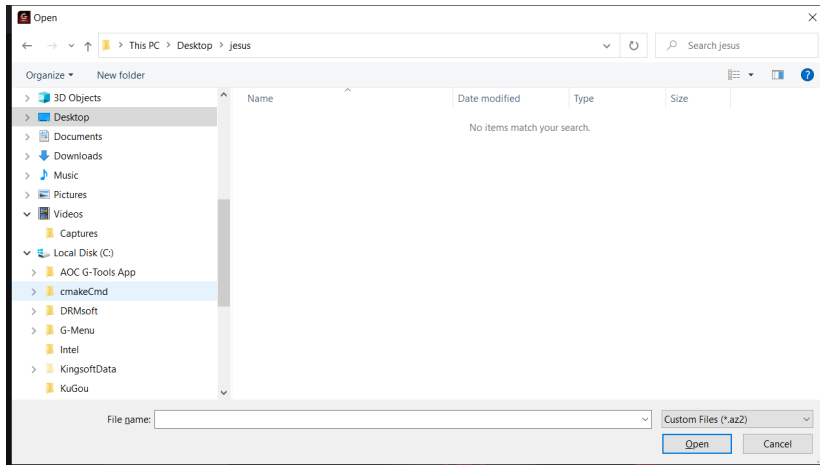 Open
This PC > Desktop > jesus
Search jesus
Organize
New folder
3D Objects
Desktop
Documents
Downloads
Music
Pictures
Videos
Captures
Local Disk (C:)
AOC G-Tools App
cmakeCmd
DRMsoft
G-Menu
Intel
KingsoftData
KuGou
Name Date modified Type Size
No items match your search.
File name:
Custom Files (*.az2)
Open Cancel